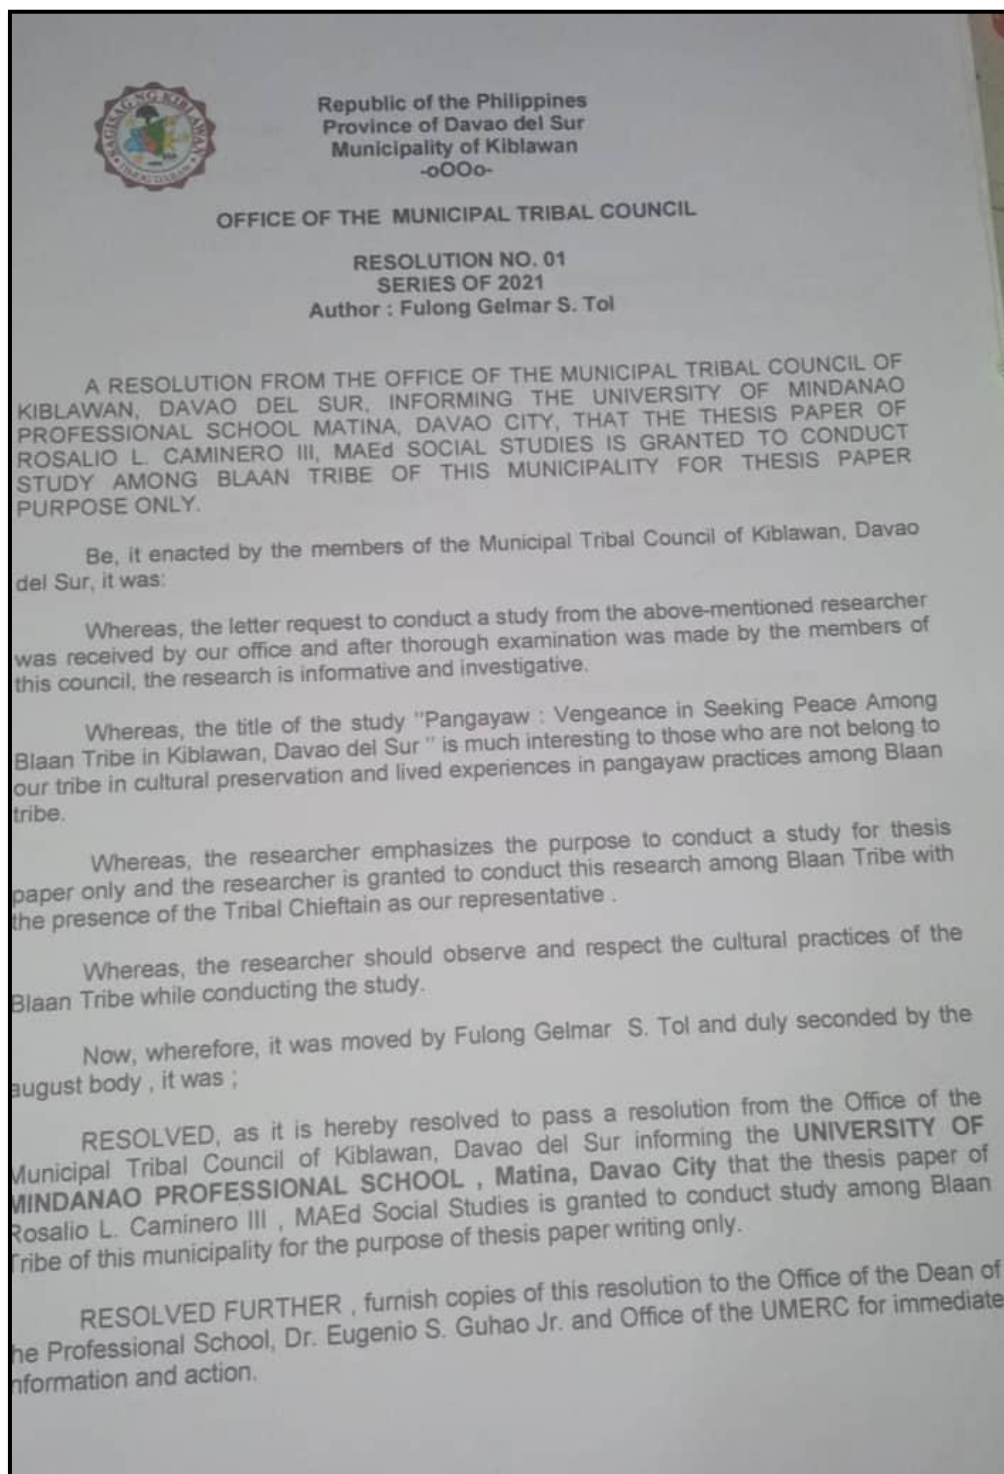 SAGISAG NG KIBLAWAN
Republic of the Philippines
Province of Davao del Sur
Municipality of Kiblawan
-oOOo-
OFFICE OF THE MUNICIPAL TRIBAL COUNCIL
RESOLUTION NO. 01
SERIES OF 2021
Author : Fulong Gelmar S. Tol
A RESOLUTION FROM THE OFFICE OF THE MUNICIPAL TRIBAL COUNCIL OF
KIBLAWAN, DAVAO DEL SUR, INFORMING THE UNIVERSITY OF MINDANAO
PROFESSIONAL SCHOOL MATINA, DAVAO CITY, THAT THE THESIS PAPER OF
ROSALIO L. CAMINERO III, MAEd SOCIAL STUDIES IS GRANTED TO CONDUCT
STUDY AMONG BLAAN TRIBE OF THIS MUNICIPALITY FOR THESIS PAPER
PURPOSE ONLY.
Be, it enacted by the members of the Municipal Tribal Council of Kiblawan, Davao
del Sur, it was:
Whereas, the letter request to conduct a study from the above-mentioned researcher
was received by our office and after thorough examination was made by the members of
this council, the research is informative and investigative.
Whereas, the title of the study "Pangayaw : Vengeance in Seeking Peace Among
Blaan Tribe in Kiblawan, Davao del Sur " is much interesting to those who are not belong to
our tribe in cultural preservation and lived experiences in pangayaw practices among Blaan
tribe.
Whereas, the researcher emphasizes the purpose to conduct a study for thesis
paper only and the researcher is granted to conduct this research among Blaan Tribe with
the presence of the Tribal Chieftain as our representative .
Whereas, the researcher should observe and respect the cultural practices of the
Blaan Tribe while conducting the study.
Now, wherefore, it was moved by Fulong Gelmar S. Tol and duly seconded by the
august body , it was ;
RESOLVED, as it is hereby resolved to pass a resolution from the Office of the
Municipal Tribal Council of Kiblawan, Davao del Sur informing the UNIVERSITY OF
MINDANAO PROFESSIONAL SCHOOL , Matina, Davao City that the thesis paper of
Rosalio L. Caminero III , MAEd Social Studies is granted to conduct study among Blaan
Tribe of this municipality for the purpose of thesis paper writing only.
RESOLVED FURTHER , furnish copies of this resolution to the Office of the Dean of
he Professional School, Dr. Eugenio S. Guhao Jr. and Office of the UMERC for immediate
nformation and action.